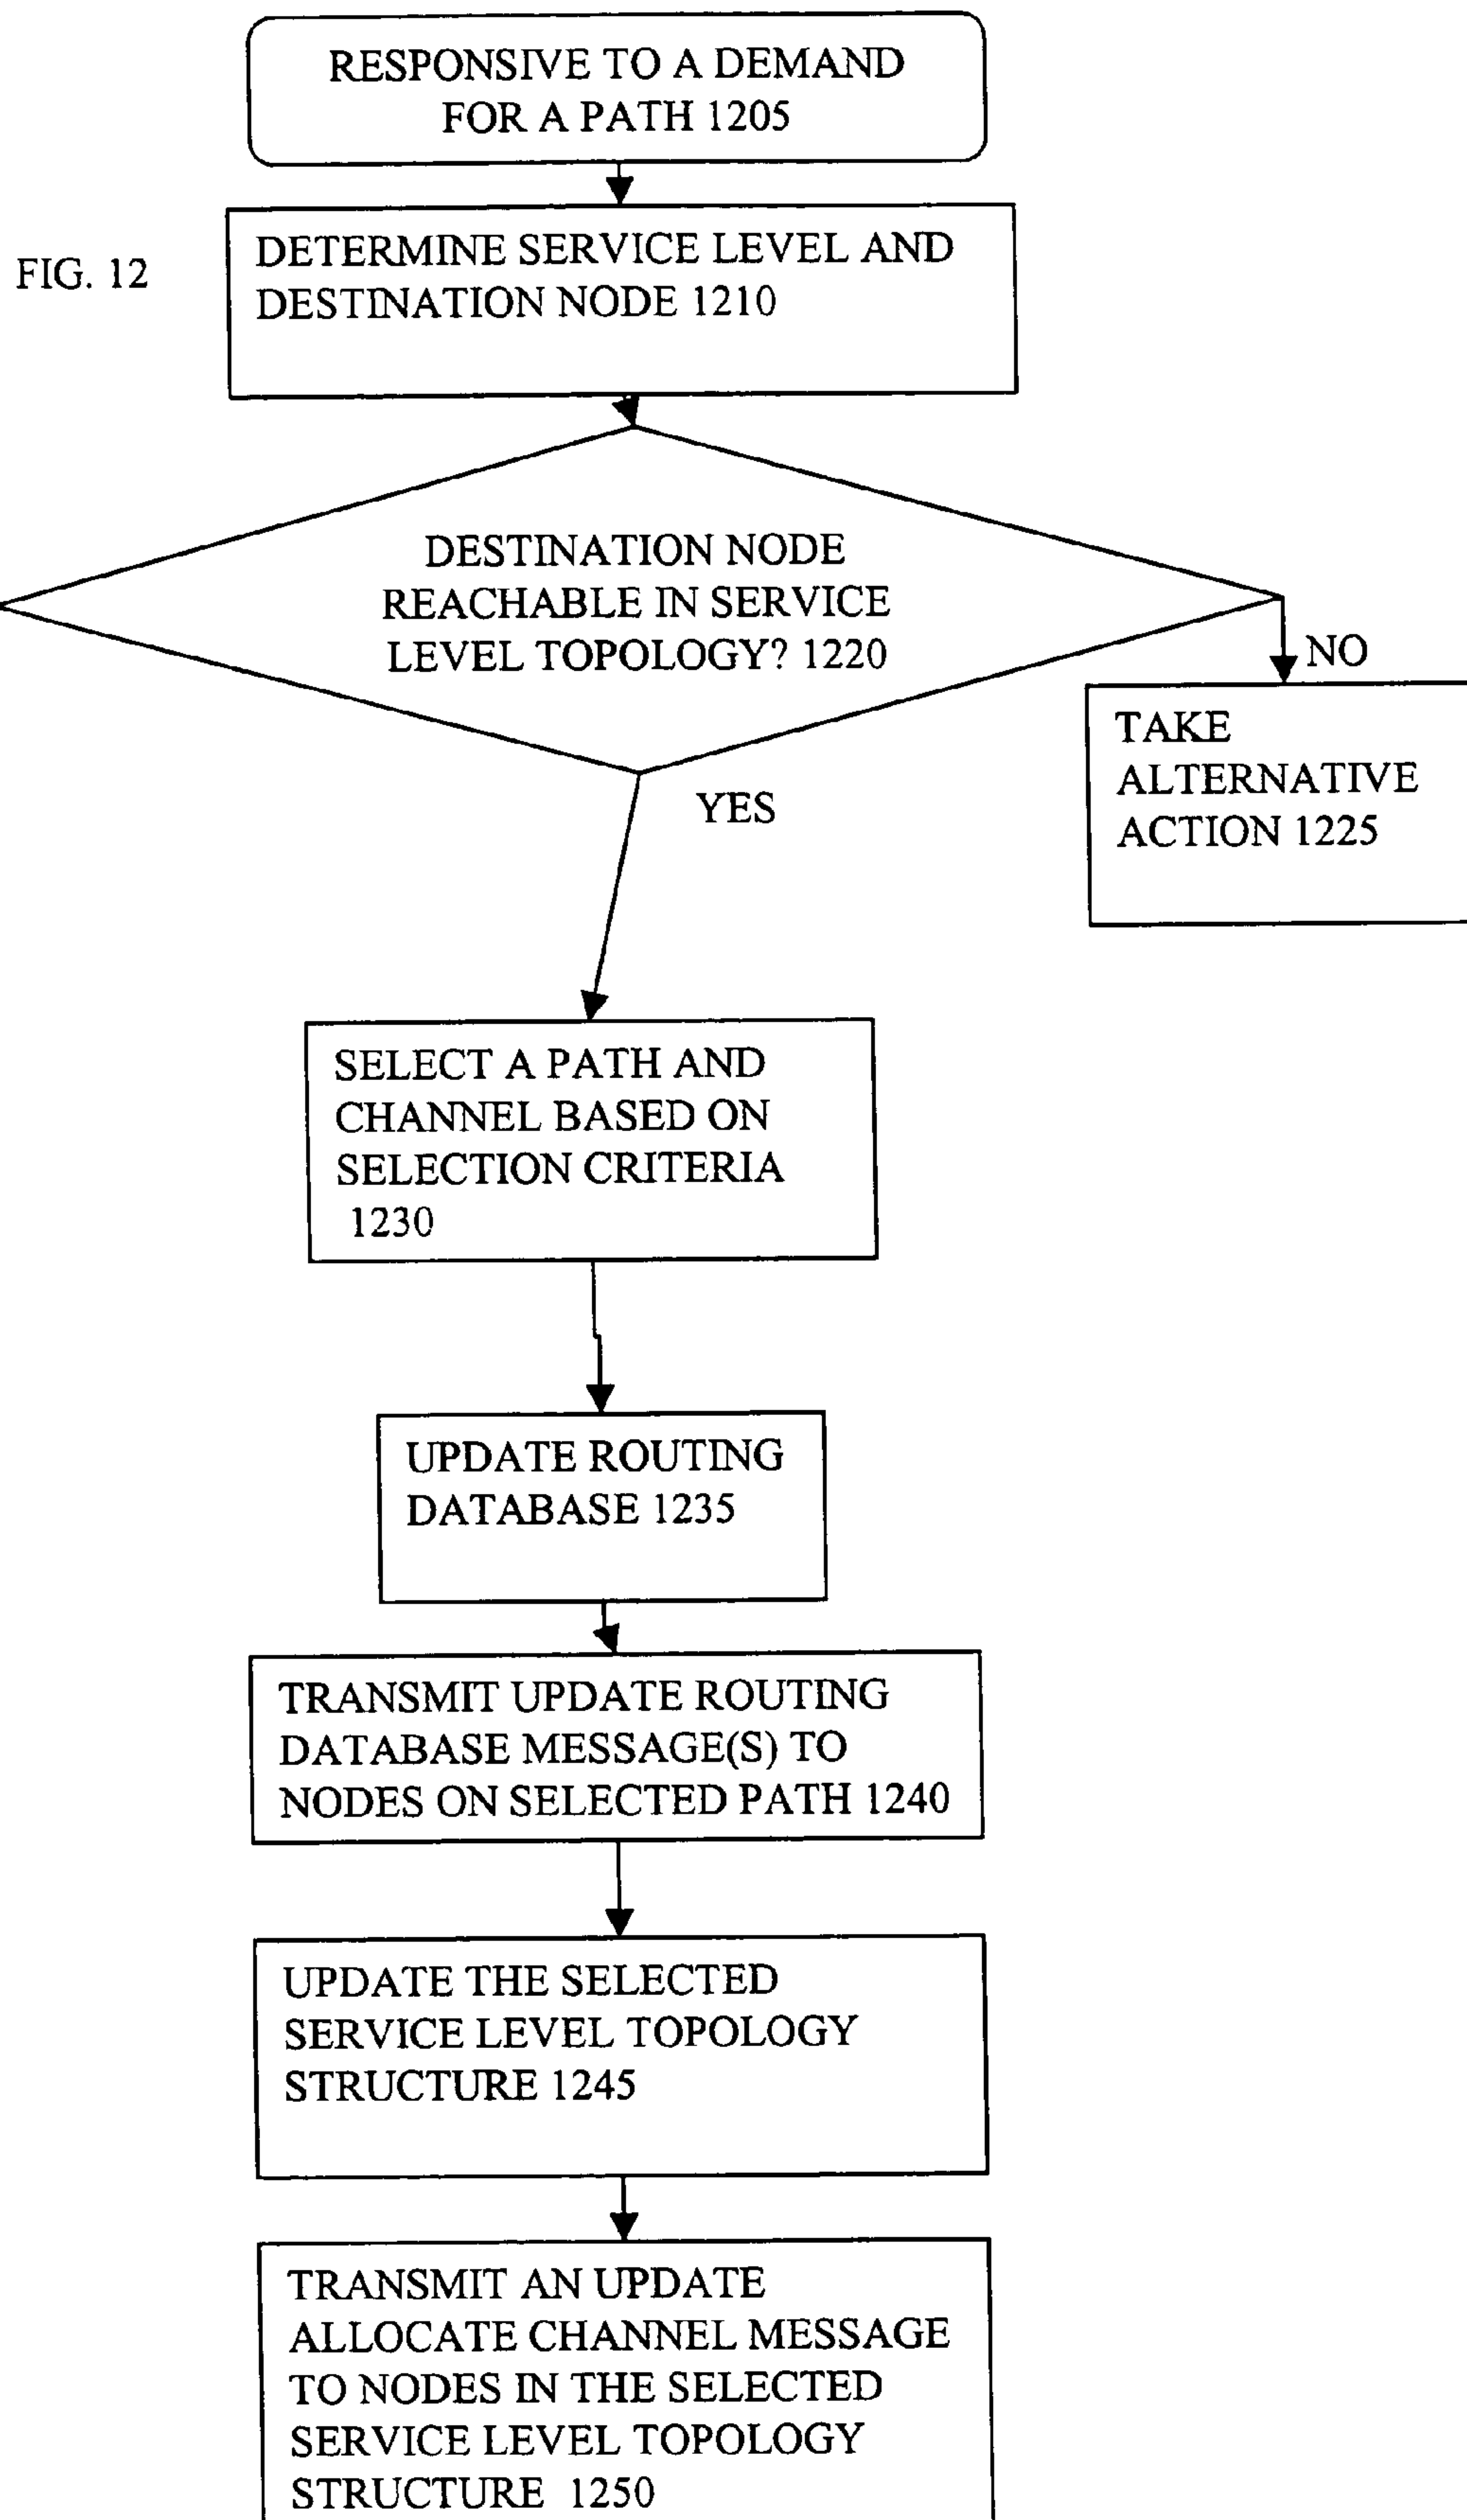 RESPONSIVE TO A DEMAND
FOR A PATH 1205
FIG. 12
DETERMINE SERVICE LEVEL AND
DESTINATION NODE 1210
DESTINATION NODE
REACHABLE IN SERVICE
LEVEL TOPOLOGY? 1220
NO
TAKE
ALTERNATIVE
ACTION 1225
YES
SELECT A PATH AND
CHANNEL BASED ON
SELECTION CRITERIA
1230
UPDATE ROUTING
DATABASE 1235
TRANSMIT UPDATE ROUTING
DATABASE MESSAGE(S) TO
NODES ON SELECTED PATH 1240
UPDATE THE SELECTED
SERVICE LEVEL TOPOLOGY
STRUCTURE 1245
TRANSMIT AN UPDATE
ALLOCATE CHANNEL MESSAGE
TO NODES IN THE SELECTED
SERVICE LEVEL TOPOLOGY
STRUCTURE 1250